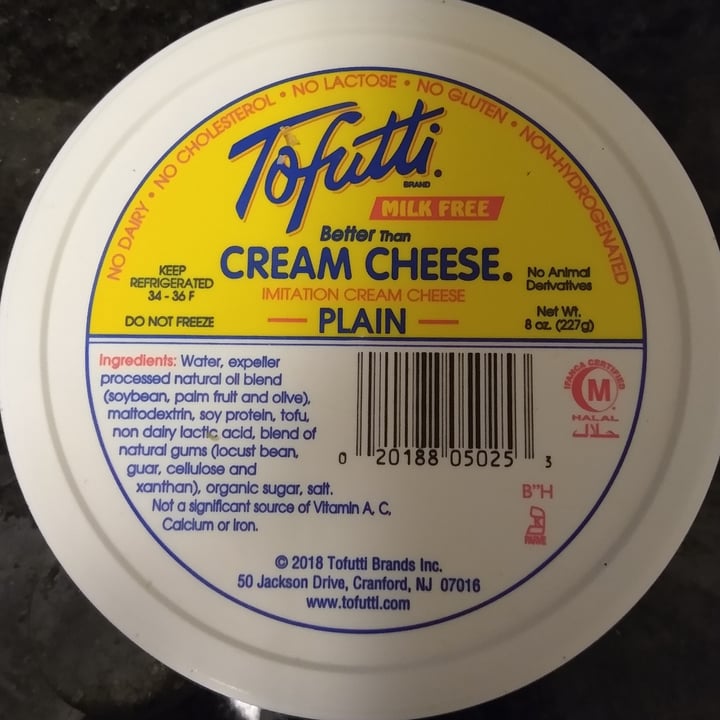 NO DAIRY • NO CHOLESTEROL • NO LACTOSE • NO GLUTEN • NON-HYDROGENATED
Tofutti.
BRAND
MILK FREE
Better Than
CREAM CHEESE.
IMITATION CREAM CHEESE
PLAIN
KEEP
REFRIGERATED
34 - 36 F
DO NOT FREEZE
No Animal
Derivatives
Net Wt.
8 oz. (227g)
Ingredients: Water, expeller
processed natural oil blend
(soybean, palm fruit and olive),
maltodextrin, soy protein, tofu,
non dairy lactic acid, blend of
natural gums (locust bean,
guar, cellulose and
xanthan), organic sugar, salt.
Not a significant source of Vitamin A, C,
Calcium or Iron.
0 20188 05025 3
IFANCA CERTIFIED
M
HALAL
حلال
B"H
K
PARVE
© 2018 Tofutti Brands Inc.
50 Jackson Drive, Cranford, NJ 07016
www.tofutti.com